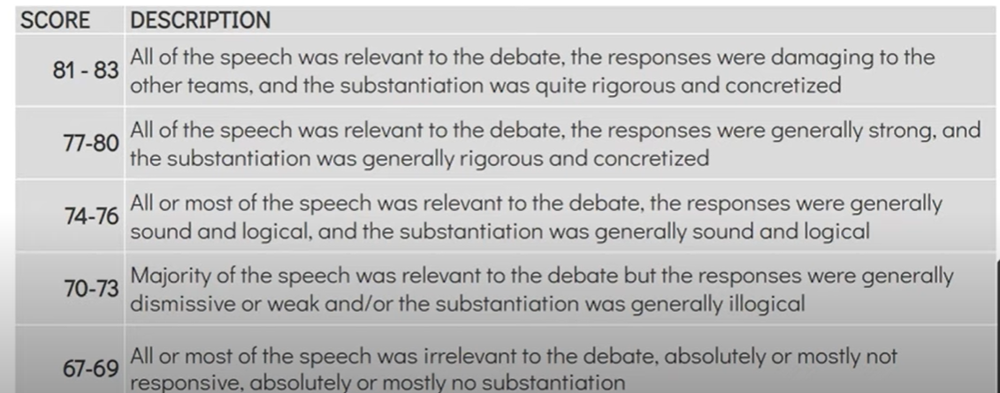 SCORE DESCRIPTION
81 - 83 All of the speech was relevant to the debate, the responses were damaging to the
other teams, and the substantiation was quite rigorous and concretized
77-80 All of the speech was relevant to the debate, the responses were generally strong, and
the substantiation was generally rigorous and concretized
74-76 All or most of the speech was relevant to the debate, the responses were generally
sound and logical, and the substantiation was generally sound and logical
70-73 Majority of the speech was relevant to the debate but the responses were generally
dismissive or weak and/or the substantiation was generally illogical
67-69 All or most of the speech was irrelevant to the debate, absolutely or mostly not
responsive, absolutely or mostly no substantiation